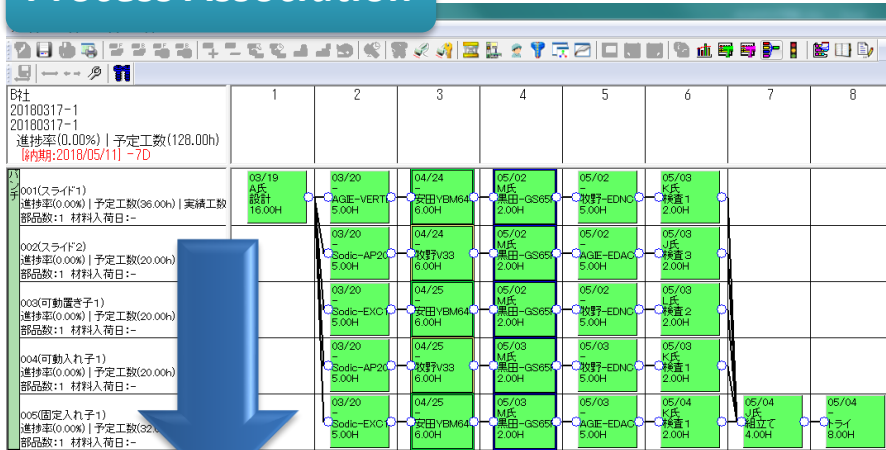 Process Association
B社
20180317-1
20180317-1
進捗率(0.00%) | 予定工数(128.00h)
[納期:2018/05/11] -7D
1 2 3 4 5 6 7 8
パンチ
001(スライド1)
進捗率(0.00%) | 予定工数(36.00h) | 実績工数
部品数:1 材料入荷日:-
03/19
A氏
設計
16.00H
03/20
-
AGIE-VERT
5.00H
04/24
-
安田YBM64
6.00H
05/02
M氏
黒田-GS65
2.00H
05/02
-
牧野-EDNC
5.00H
05/03
K氏
検査1
2.00H
002(スライド2)
進捗率(0.00%) | 予定工数(20.00h)
部品数:1 材料入荷日:-
03/20
-
Sodic-AP20
5.00H
04/24
-
牧野V33
6.00H
05/02
M氏
黒田-GS65
2.00H
05/02
-
AGIE-EDAC
5.00H
05/03
J氏
検査3
2.00H
003(可動置き子1)
進捗率(0.00%) | 予定工数(20.00h)
部品数:1 材料入荷日:-
03/20
-
Sodic-EXC1
5.00H
04/25
-
安田YBM64
6.00H
05/02
M氏
黒田-GS65
2.00H
05/03
-
牧野-EDNC
5.00H
05/03
L氏
検査2
2.00H
004(可動入れ子1)
進捗率(0.00%) | 予定工数(20.00h)
部品数:1 材料入荷日:-
03/20
-
Sodic-AP20
5.00H
04/25
-
牧野V33
6.00H
05/03
M氏
黒田-GS65
2.00H
05/03
-
牧野-EDNC
5.00H
05/03
K氏
検査1
2.00H
005(固定入れ子1)
進捗率(0.00%) | 予定工数(32.
部品数:1 材料入荷日:-
03/20
-
Sodic-EXC1
5.00H
04/25
-
安田YBM64
6.00H
05/03
M氏
黒田-GS65
2.00H
05/03
-
AGIE-EDAC
5.00H
05/04
K氏
検査1
2.00H
05/04
J氏
組立て
4.00H
05/04
-
トライ
8.00H